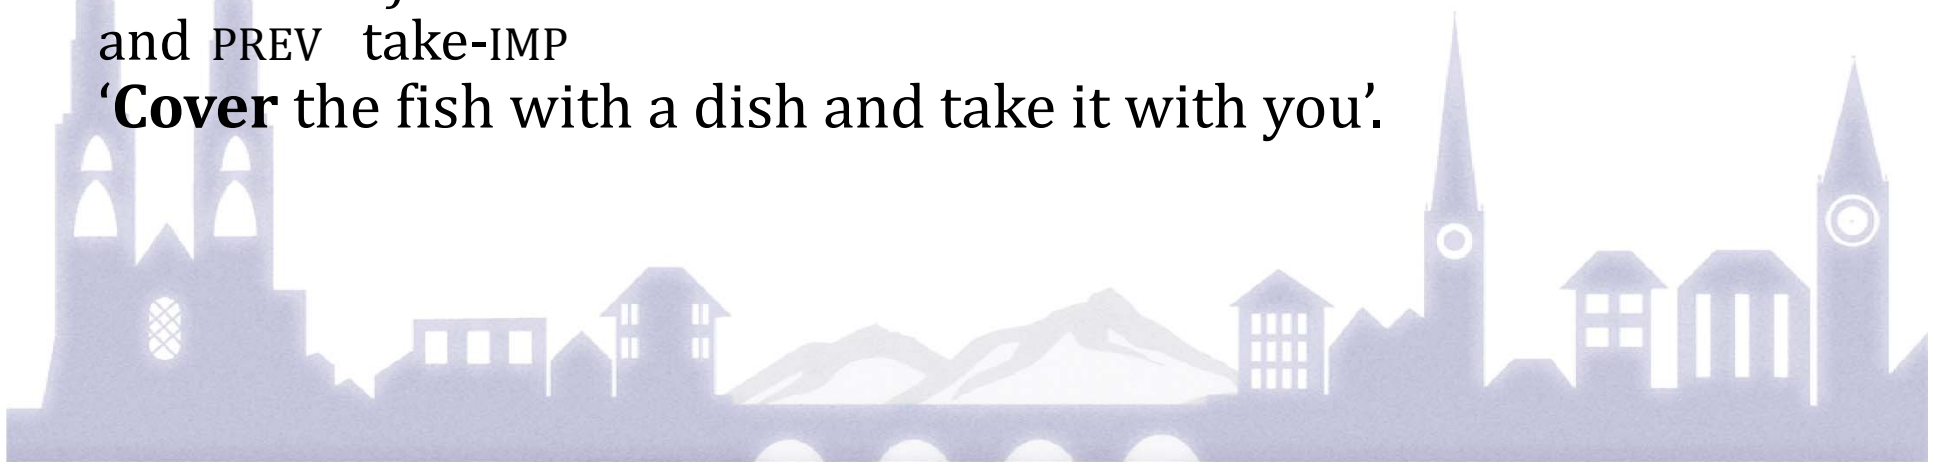 and PREV take-IMP
‘Cover the fish with a dish and take it with you’.